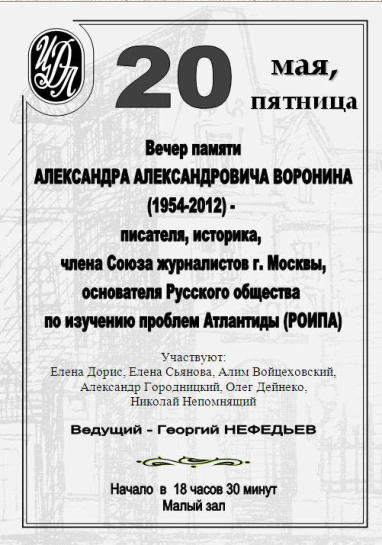 ЦДЛ
20
мая,
пятница
Вечер памяти
АЛЕКСАНДРА АЛЕКСАНДРОВИЧА ВОРОНИНА
(1954-2012) -
писателя, историка,
члена Союза журналистов г. Москвы,
основателя Русского общества
по изучению проблем Атлантиды (РОИПА)
Участвуют:
Елена Дорис, Елена Сьянова, Алим Войцеховский,
Александр Городницкий, Олег Дейнеко,
Николай Непомнящий
Ведущий - Георгий НЕФЕДЬЕВ
Начало в 18 часов 30 минут
Малый зал